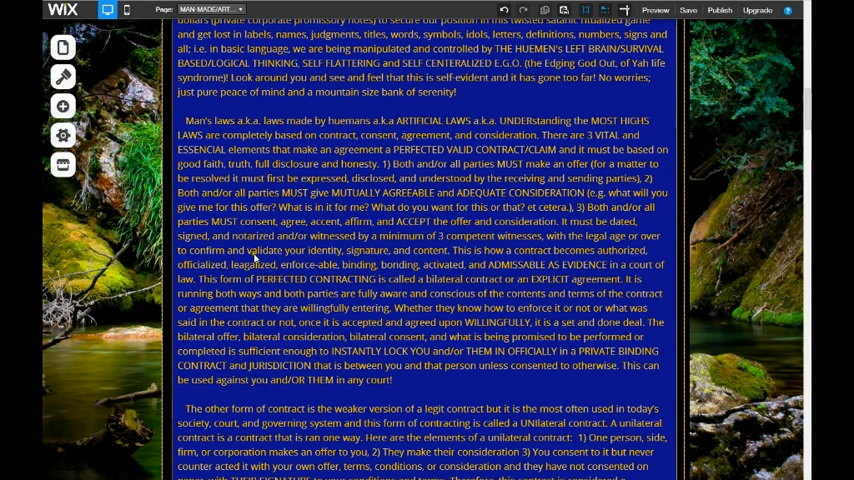 WIX Page: MAN-MADE/ART... Preview Save Publish Upgrade
dollars (private corporate promissory notes) to secure our position in this twisted Satanic ritualized game
and get lost in labels, names, judgments, titles, words, symbols, idols, letters, definitions, numbers, signs and
all; i.e. in basic language, we are being manipulated and controlled by THE HUEMEN's LEFT BRAIN/SURVIVAL
BASED/LOGICAL THINKING, SELF FLATTERING and SELF CENTERALIZED E.G.O. (the Edging God Out, of Yah life
syndrome)! Look around you and see and feel that this is self-evident and it has gone too far! No worries;
just pure peace of mind and a mountain size bank of serenity!
Man's laws a.k.a. laws made by huemans a.k.a ARTIFICIAL LAWS a.k.a. UNDERstanding the MOST HIGHS
LAWS are completely based on contract, consent, agreement, and consideration. There are 3 VITAL and
ESSENCIAL elements that make an agreement a PERFECTED VALID CONTRACT/CLAIM and it must be based on
good faith, truth, full disclosure and honesty. 1) Both and/or all parties MUST make an offer (for a matter to
be resolved it must first be expressed, disclosed, and understood by the receiving and sending parties), 2)
Both and/or all parties MUST give MUTUALLY AGREEABLE and ADEQUATE CONSIDERATION (e.g. what will you
give me for this offer? What is in it for me? What do you want for this or that? et cetera.), 3) Both and/or all
parties MUST consent, agree, accent, affirm, and ACCEPT the offer and consideration. It must be dated,
signed, and notarized and/or witnessed by a minimum of 3 competent witnesses, with the legal age or over
to confirm and validate your identity, signature, and content. This is how a contract becomes authorized,
officialized, leagalized, enforce-able, binding, bonding, activated, and ADMISSABLE AS EVIDENCE in a court of
law. This form of PERFECTED CONTRACTING is called a bilateral contract or an EXPLICIT agreement. It is
running both ways and both parties are fully aware and conscious of the contents and terms of the contract
or agreement that they are willingfully entering. Whether they know how to enforce it or not or what was
said in the contract or not, once it is accepted and agreed upon WILLINGFULLY, it is a set and done deal. The
bilateral offer, bilateral consideration, bilateral consent, and what is being promised to be performed or
completed is sufficient enough to INSTANTLY LOCK YOU and/or THEM IN OFFICIALLY in a PRIVATE BINDING
CONTRACT and JURISDICTION that is between you and that person unless consented to otherwise. This can
be used against you and/OR THEM in any court!
The other form of contract is the weaker version of a legit contract but it is the most often used in today's
society, court, and governing system and this form of contracting is called a UNIlateral contract. A unilateral
contract is a contract that is ran one way. Here are the elements of a unilateral contract: 1) One person, side,
firm, or corporation makes an offer to you, 2) They make their consideration 3) You consent to it but never
counter acted it with your own offer, terms, conditions, or consideration and they have not consented on
paper, with THEIR SIGNATURE to your conditions and terms. Therefore, this contract is considered a